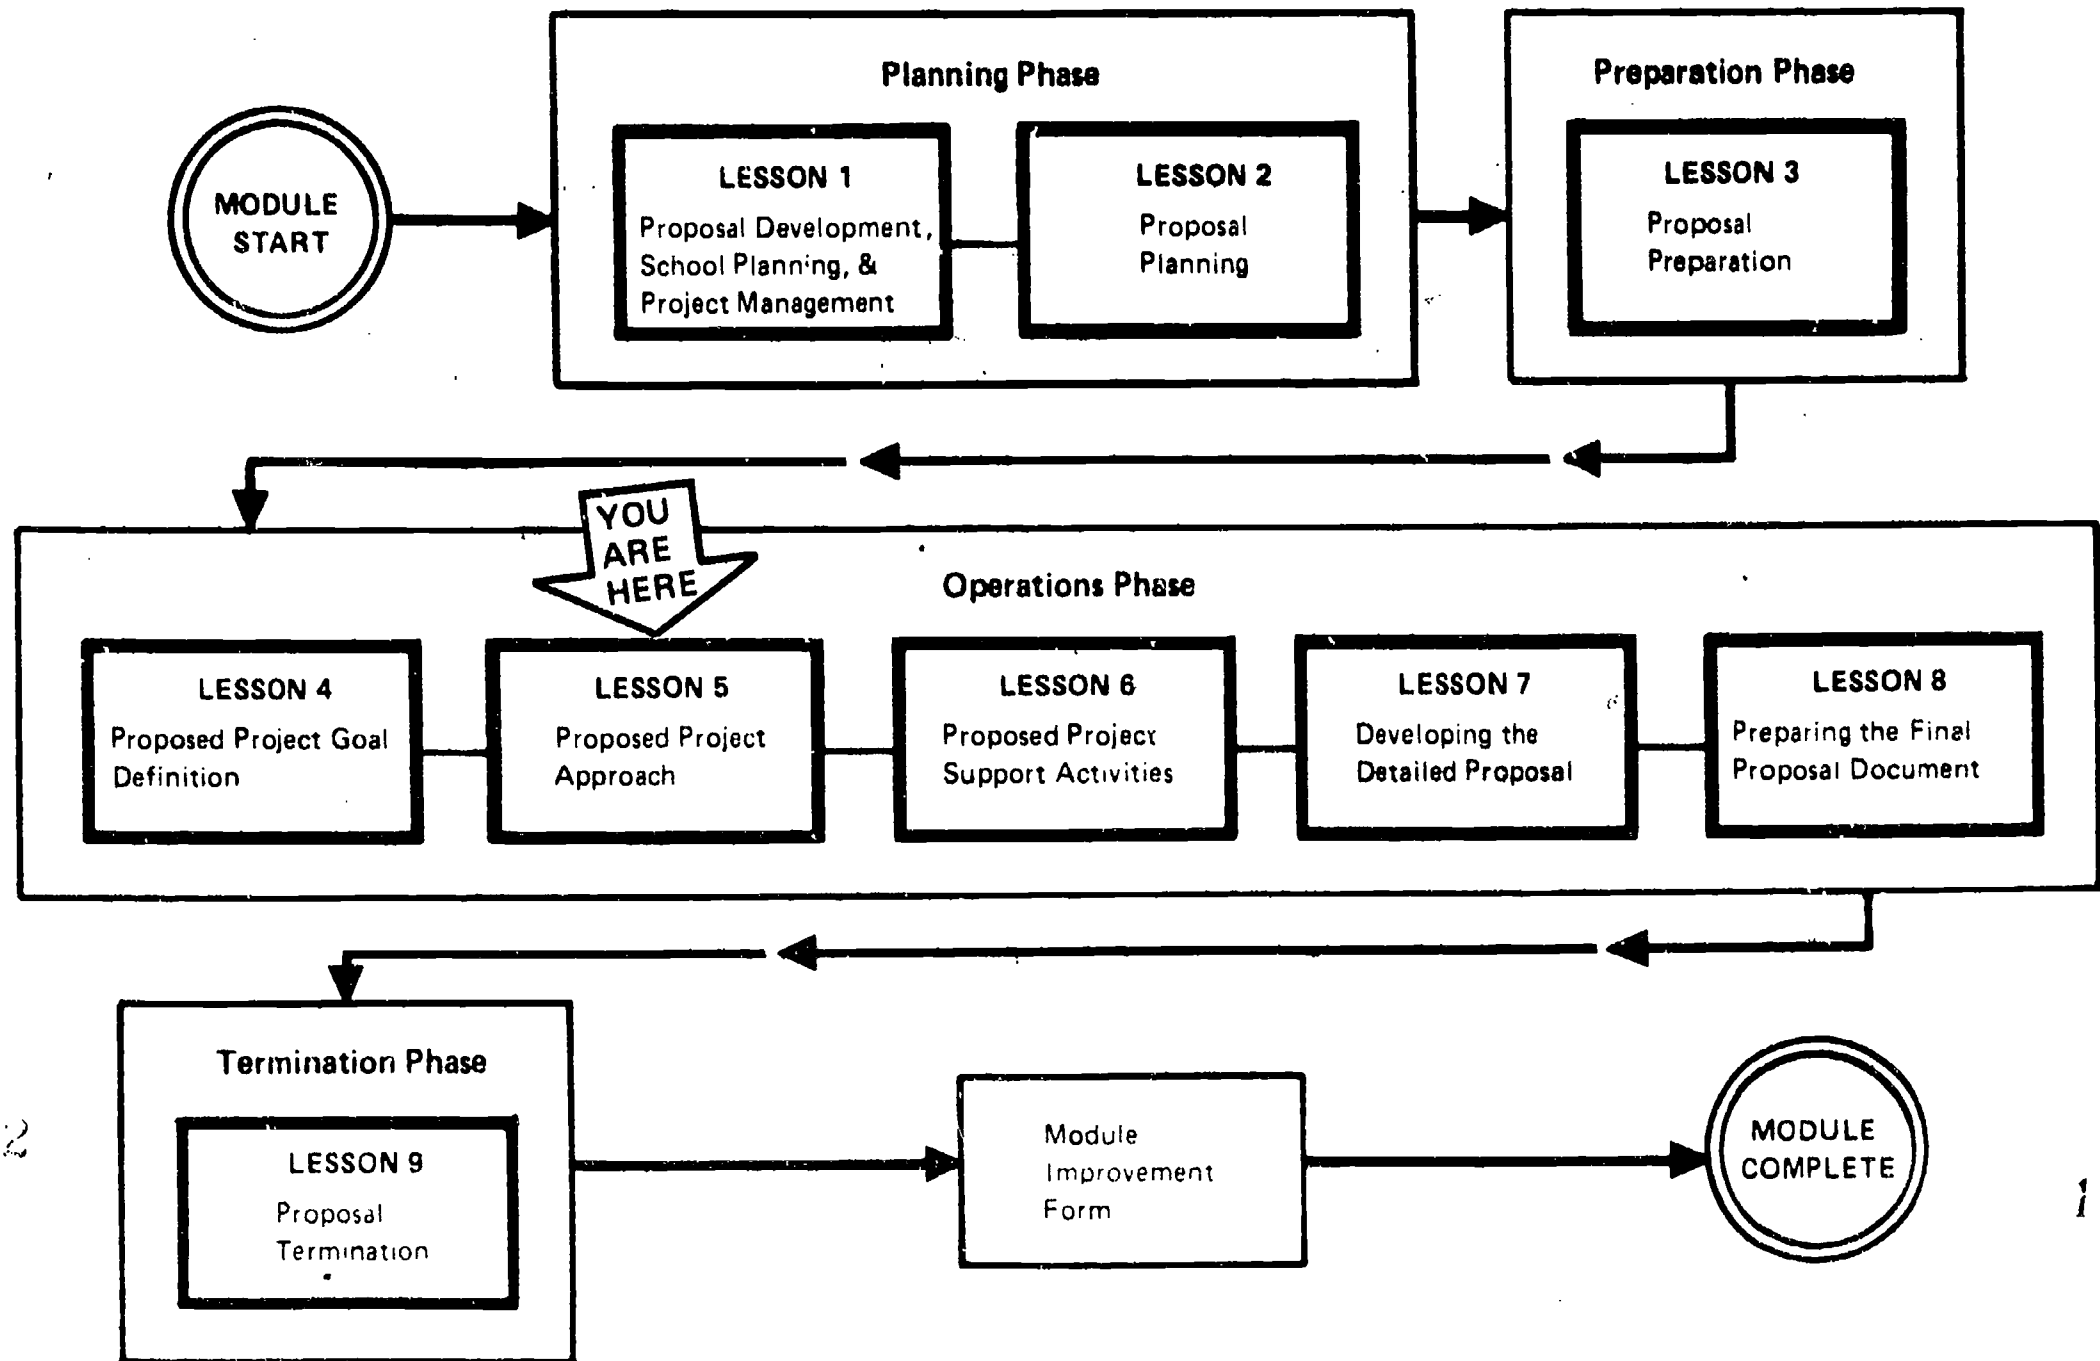 Planning Phase
Preparation Phase
MODULE
START
LESSON 1
Proposal Development,
School Planning, &
Project Management
LESSON 2
Proposal
Planning
LESSON 3
Proposal
Preparation
YOU
ARE
HERE
Operations Phase
LESSON 4
Proposed Project Goal
Definition
LESSON 5
Proposed Project
Approach
LESSON 6
Proposed Project
Support Activities
LESSON 7
Developing the
Detailed Proposal
LESSON 8
Preparing the Final
Proposal Document
Termination Phase
LESSON 9
Proposal
Termination
Module
Improvement
Form
MODULE
COMPLETE
2
1